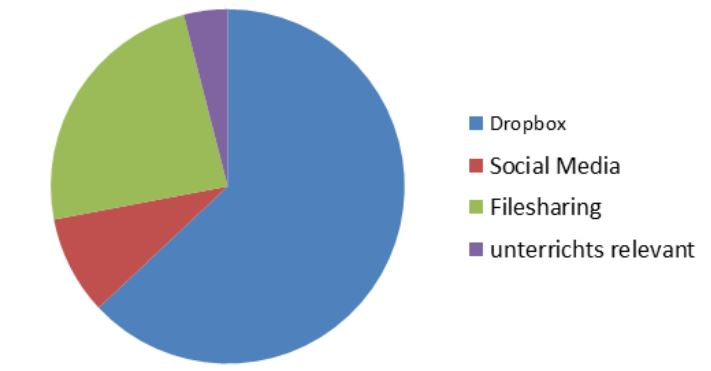 Dropbox
Social Media
Filesharing
unterrichts relevant